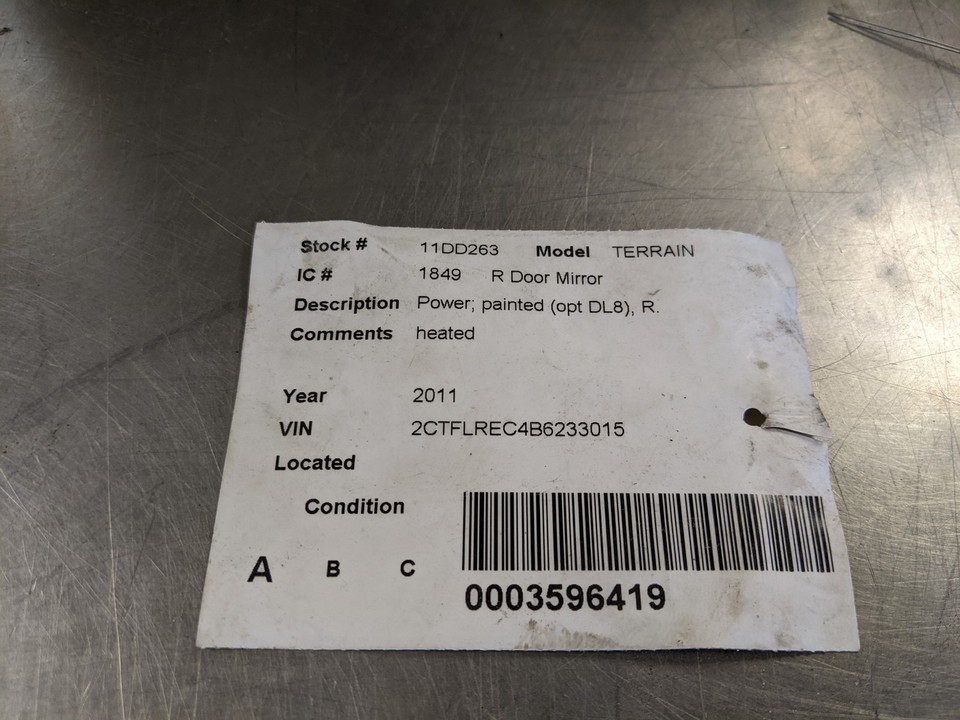 Stock # 11DD263 Model TERRAIN
IC # 1849 R Door Mirror
Description Power; painted (opt DL8), R.
Comments heated
Year 2011
VIN 2CTFLREC4B6233015
Located
Condition
A B C
0003596419